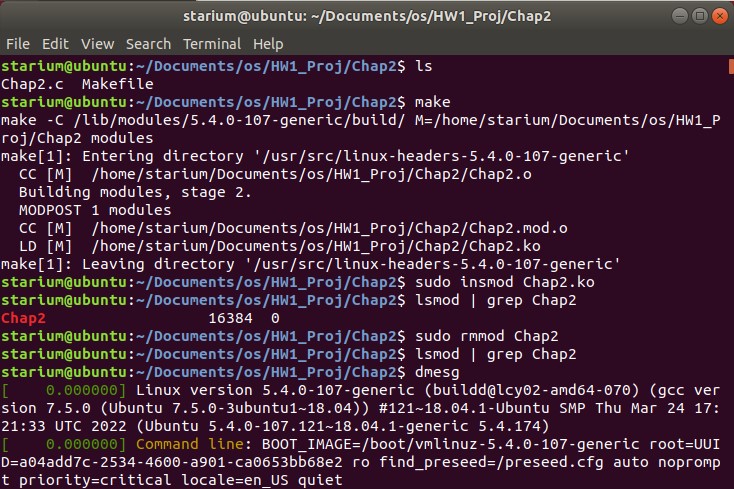 starium@ubuntu: ~/Documents/os/HW1_Proj/Chap2
File Edit View Search Terminal Help
starium@ubuntu:~/Documents/os/HW1_Proj/Chap2$ ls
Chap2.c  Makefile
starium@ubuntu:~/Documents/os/HW1_Proj/Chap2$ make
make -C /lib/modules/5.4.0-107-generic/build/ M=/home/starium/Documents/os/HW1_P
roj/Chap2 modules
make[1]: Entering directory '/usr/src/linux-headers-5.4.0-107-generic'
  CC [M]  /home/starium/Documents/os/HW1_Proj/Chap2/Chap2.o
  Building modules, stage 2.
  MODPOST 1 modules
  CC [M]  /home/starium/Documents/os/HW1_Proj/Chap2/Chap2.mod.o
  LD [M]  /home/starium/Documents/os/HW1_Proj/Chap2/Chap2.ko
make[1]: Leaving directory '/usr/src/linux-headers-5.4.0-107-generic'
starium@ubuntu:~/Documents/os/HW1_Proj/Chap2$ sudo insmod Chap2.ko
starium@ubuntu:~/Documents/os/HW1_Proj/Chap2$ lsmod | grep Chap2
Chap2                  16384  0
starium@ubuntu:~/Documents/os/HW1_Proj/Chap2$ sudo rmmod Chap2
starium@ubuntu:~/Documents/os/HW1_Proj/Chap2$ lsmod | grep Chap2
starium@ubuntu:~/Documents/os/HW1_Proj/Chap2$ dmesg
[    0.000000] Linux version 5.4.0-107-generic (buildd@lcy02-amd64-070) (gcc ver
sion 7.5.0 (Ubuntu 7.5.0-3ubuntu1~18.04)) #121~18.04.1-Ubuntu SMP Thu Mar 24 17:
21:33 UTC 2022 (Ubuntu 5.4.0-107.121~18.04.1-generic 5.4.174)
[    0.000000] Command line: BOOT_IMAGE=/boot/vmlinuz-5.4.0-107-generic root=UUI
D=a04add7c-2534-4600-a901-ca0653bb68e2 ro find_preseed=/preseed.cfg auto nopromp
t priority=critical locale=en_US quiet